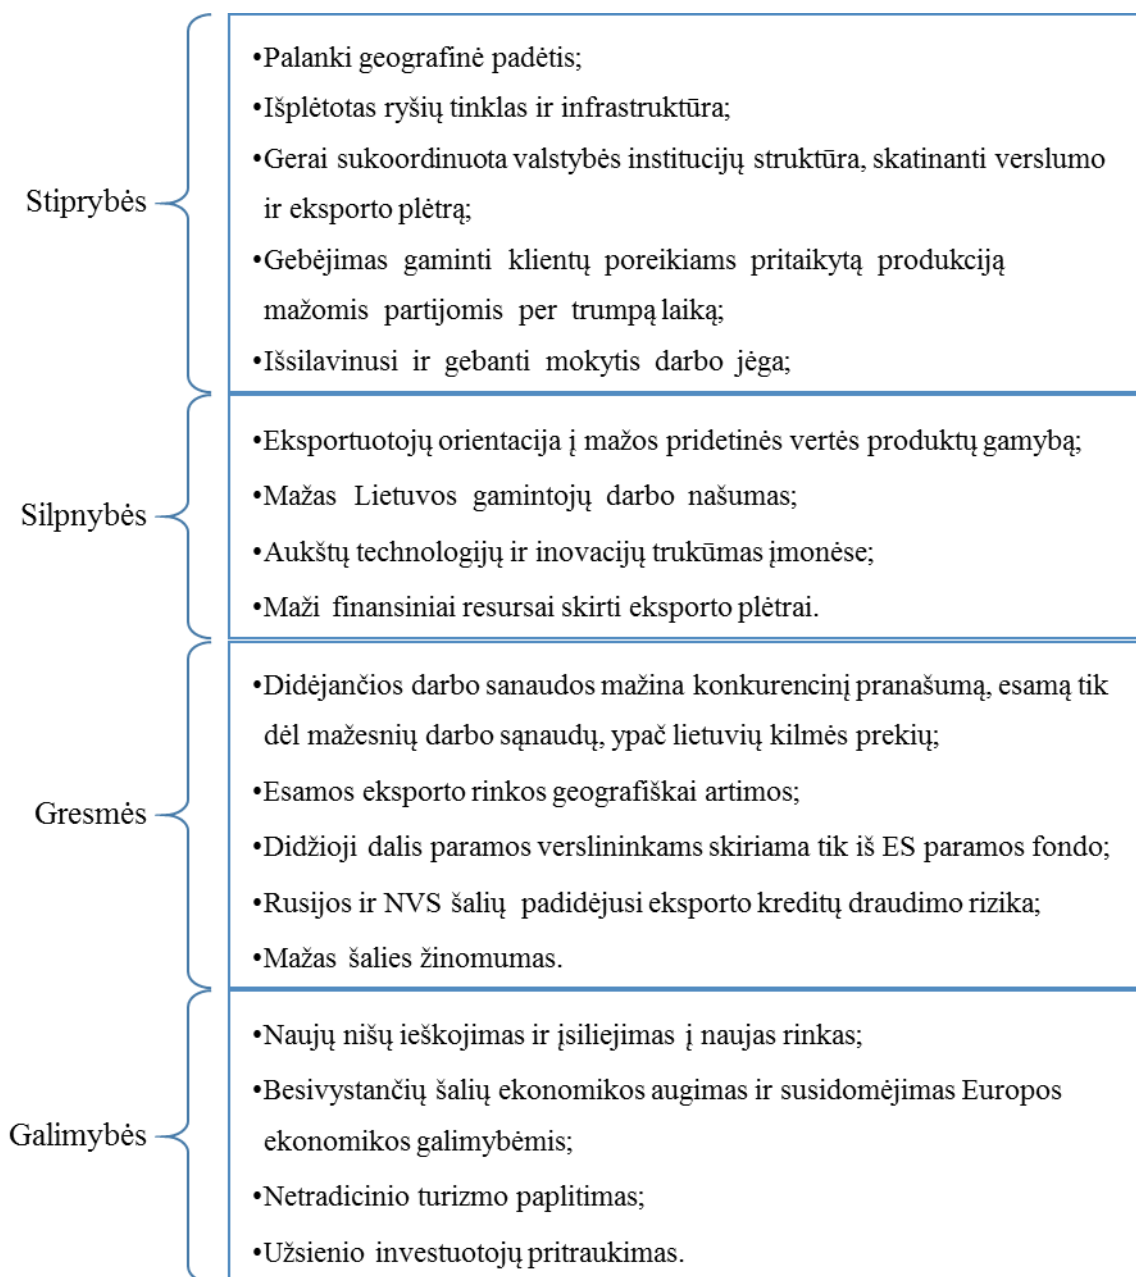 Stiprybės
•Palanki geografinė padėtis;
•Išplėtotas ryšių tinklas ir infrastruktūra;
•Gerai sukoordinuota valstybės institucijų struktūra, skatinanti verslumo
ir eksporto plėtrą;
•Gebėjimas gaminti klientų poreikiams pritaikytą produkciją
mažomis partijomis per trumpą laiką;
•Išsilavinusi ir gebanti mokytis darbo jėga;
Silpnybės
•Eksportuotojų orientacija į mažos pridetinės vertės produktų gamybą;
•Mažas Lietuvos gamintojų darbo našumas;
•Aukštų technologijų ir inovacijų trukūmas įmonėse;
•Maži finansiniai resursai skirti eksporto plėtrai.
Gresmės
•Didėjančios darbo sanaudos mažina konkurencinį pranašumą, esamą tik
dėl mažesnių darbo sąnaudų, ypač lietuvių kilmės prekių;
•Esamos eksporto rinkos geografiškai artimos;
•Didžioji dalis paramos verslininkams skiriama tik iš ES paramos fondo;
•Rusijos ir NVS šalių padidėjusi eksporto kreditų draudimo rizika;
•Mažas šalies žinomumas.
Galimybės
•Naujų nišų ieškojimas ir įsiliejimas į naujas rinkas;
•Besivystančių šalių ekonomikos augimas ir susidomėjimas Europos
ekonomikos galimybėmis;
•Netradicinio turizmo paplitimas;
•Užsienio investuotojų pritraukimas.